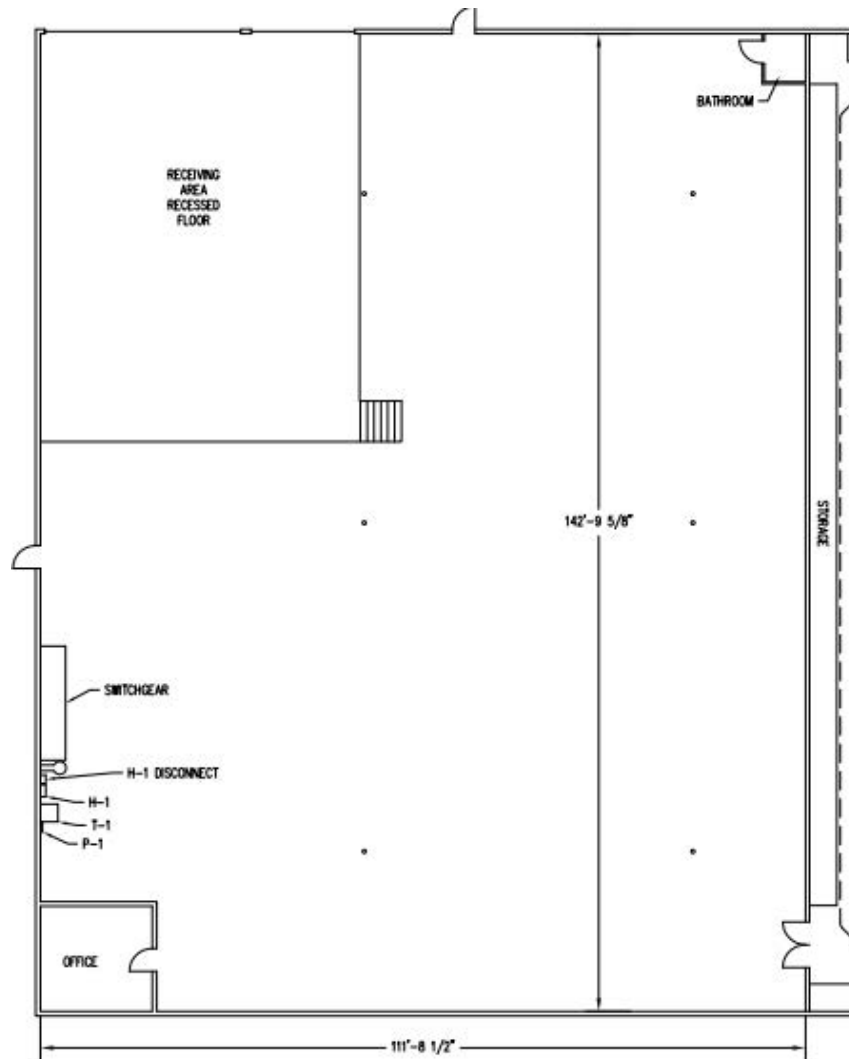 BATHROOM
RECEIVING
AREA
RECESSED
FLOOR
142'-9 5/8"
STORAGE
SWITCHGEAR
H-1 DISCONNECT
H-1
T-1
P-1
OFFICE
111'-8 1/2"